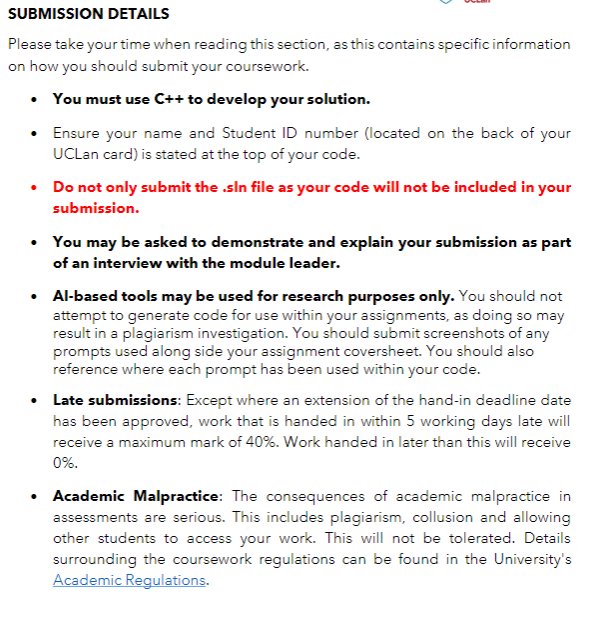 UCLan
SUBMISSION DETAILS
Please take your time when reading this section, as this contains specific information
on how you should submit your coursework.
• You must use C++ to develop your solution.
• Ensure your name and Student ID number (located on the back of your
UCLan card) is stated at the top of your code.
• Do not only submit the .sln file as your code will not be included in your
submission.
• You may be asked to demonstrate and explain your submission as part
of an interview with the module leader.
• AI-based tools may be used for research purposes only. You should not
attempt to generate code for use within your assignments, as doing so may
result in a plagiarism investigation. You should submit screenshots of any
prompts used along side your assignment coversheet. You should also
reference where each prompt has been used within your code.
• Late submissions: Except where an extension of the hand-in deadline date
has been approved, work that is handed in within 5 working days late will
receive a maximum mark of 40%. Work handed in later than this will receive
0%.
• Academic Malpractice: The consequences of academic malpractice in
assessments are serious. This includes plagiarism, collusion and allowing
other students to access your work. This will not be tolerated. Details
surrounding the coursework regulations can be found in the University's
Academic Regulations.